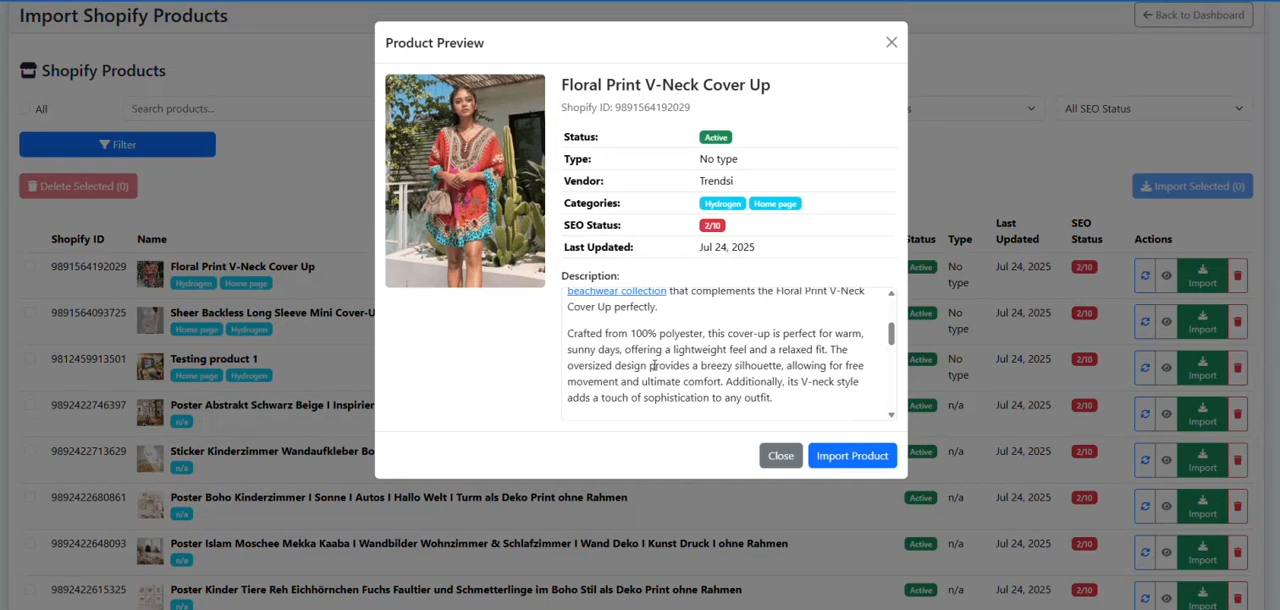 Import Shopify Products
Back to Dashboard
Shopify Products
All
Search products...
All SEO Status
Filter
Delete Selected (0)
Import Selected (0)
Shopify ID Name Status Type Last Updated SEO Status Actions
9891564192029 Floral Print V-Neck Cover Up Active No type Jul 24, 2025 2/10 Import
Hydrogen Home page
9891564093725 Sheer Backless Long Sleeve Mini Cover-U Active No type Jul 24, 2025 2/10 Import
Home page Hydrogen
9812459913501 Testing product 1 Active No type Jul 24, 2025 2/10 Import
Home page Hydrogen
9892422746397 Poster Abstrakt Schwarz Beige I Inspirier Active n/a Jul 24, 2025 2/10 Import
n/a
9892422713629 Sticker Kinderzimmer Wandaufkleber Bo Active n/a Jul 24, 2025 2/10 Import
n/a
9892422680861 Poster Boho Kinderzimmer I Sonne I Autos I Hallo Welt I Turm als Deko Print ohne Rahmen Active n/a Jul 24, 2025 2/10 Import
n/a
9892422648093 Poster Islam Moschee Mekka Kaaba I Wandbilder Wohnzimmer & Schlafzimmer I Wand Deko I Kunst Druck I ohne Rahmen Active n/a Jul 24, 2025 2/10 Import
n/a
9892422615325 Poster Kinder Tiere Reh Eichhörnchen Fuchs Faultier und Schmetterlinge im Boho Stil als Deko Print ohne Rahmen Active n/a Jul 24, 2025 2/10 Import
n/a
Product Preview
Floral Print V-Neck Cover Up
Shopify ID: 9891564192029
Status: Active
Type: No type
Vendor: Trendsi
Categories: Hydrogen Home page
SEO Status: 2/10
Last Updated: Jul 24, 2025
Description:
beachwear collection that complements the Floral Print V-Neck
Cover Up perfectly.
Crafted from 100% polyester, this cover-up is perfect for warm,
sunny days, offering a lightweight feel and a relaxed fit. The
oversized design provides a breezy silhouette, allowing for free
movement and ultimate comfort. Additionally, its V-neck style
adds a touch of sophistication to any outfit.
Close
Import Product